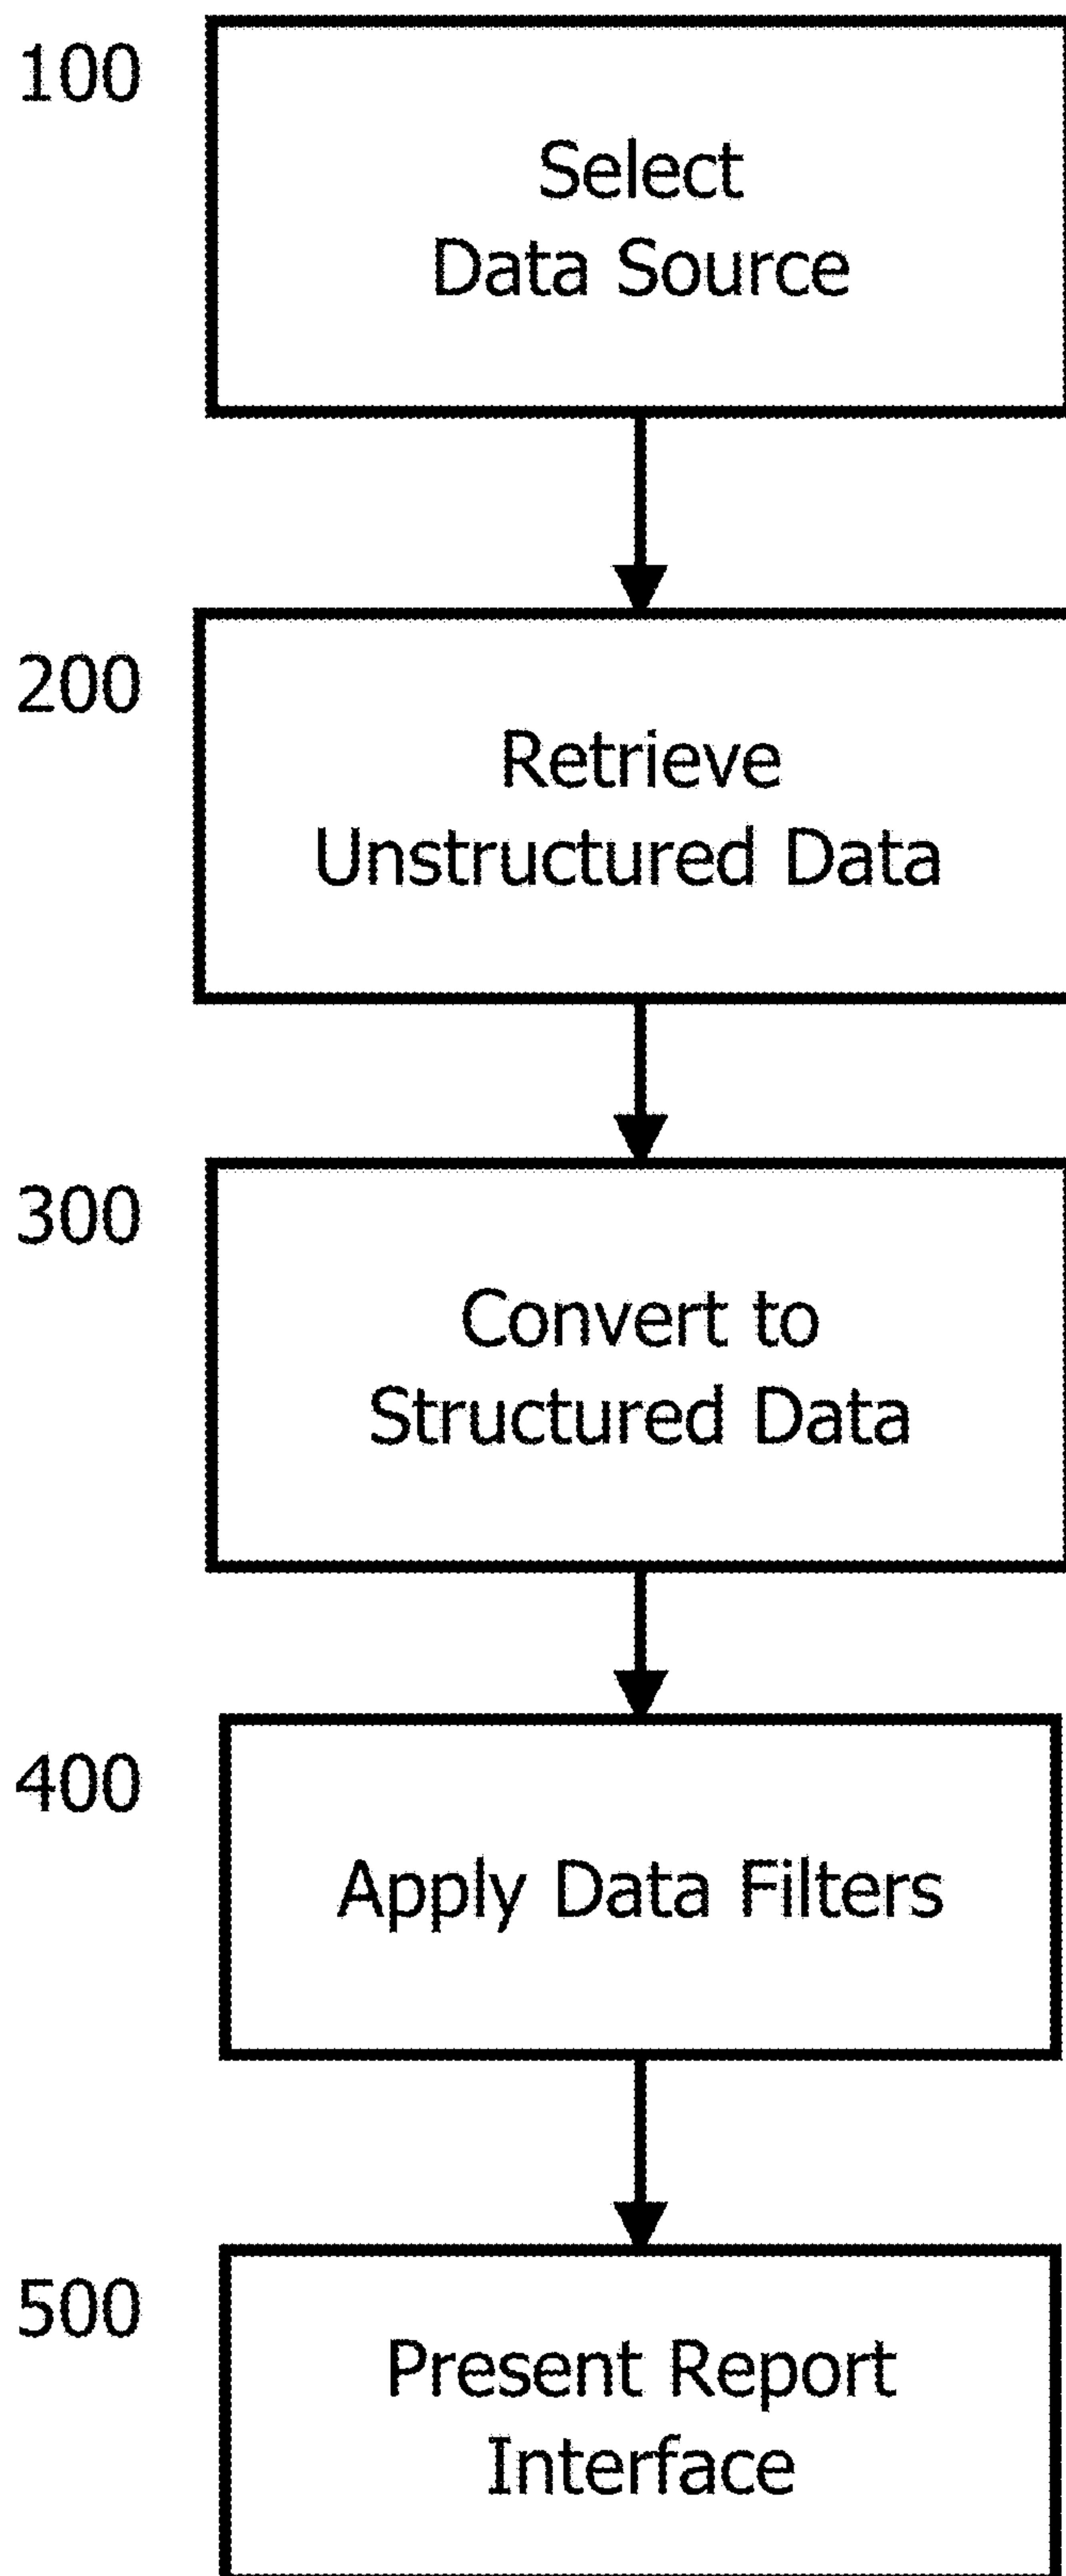 100
Select
Data Source
200
Retrieve
Unstructured Data
300
Convert to
Structured Data
400
Apply Data Filters
500
Present Report
Interface